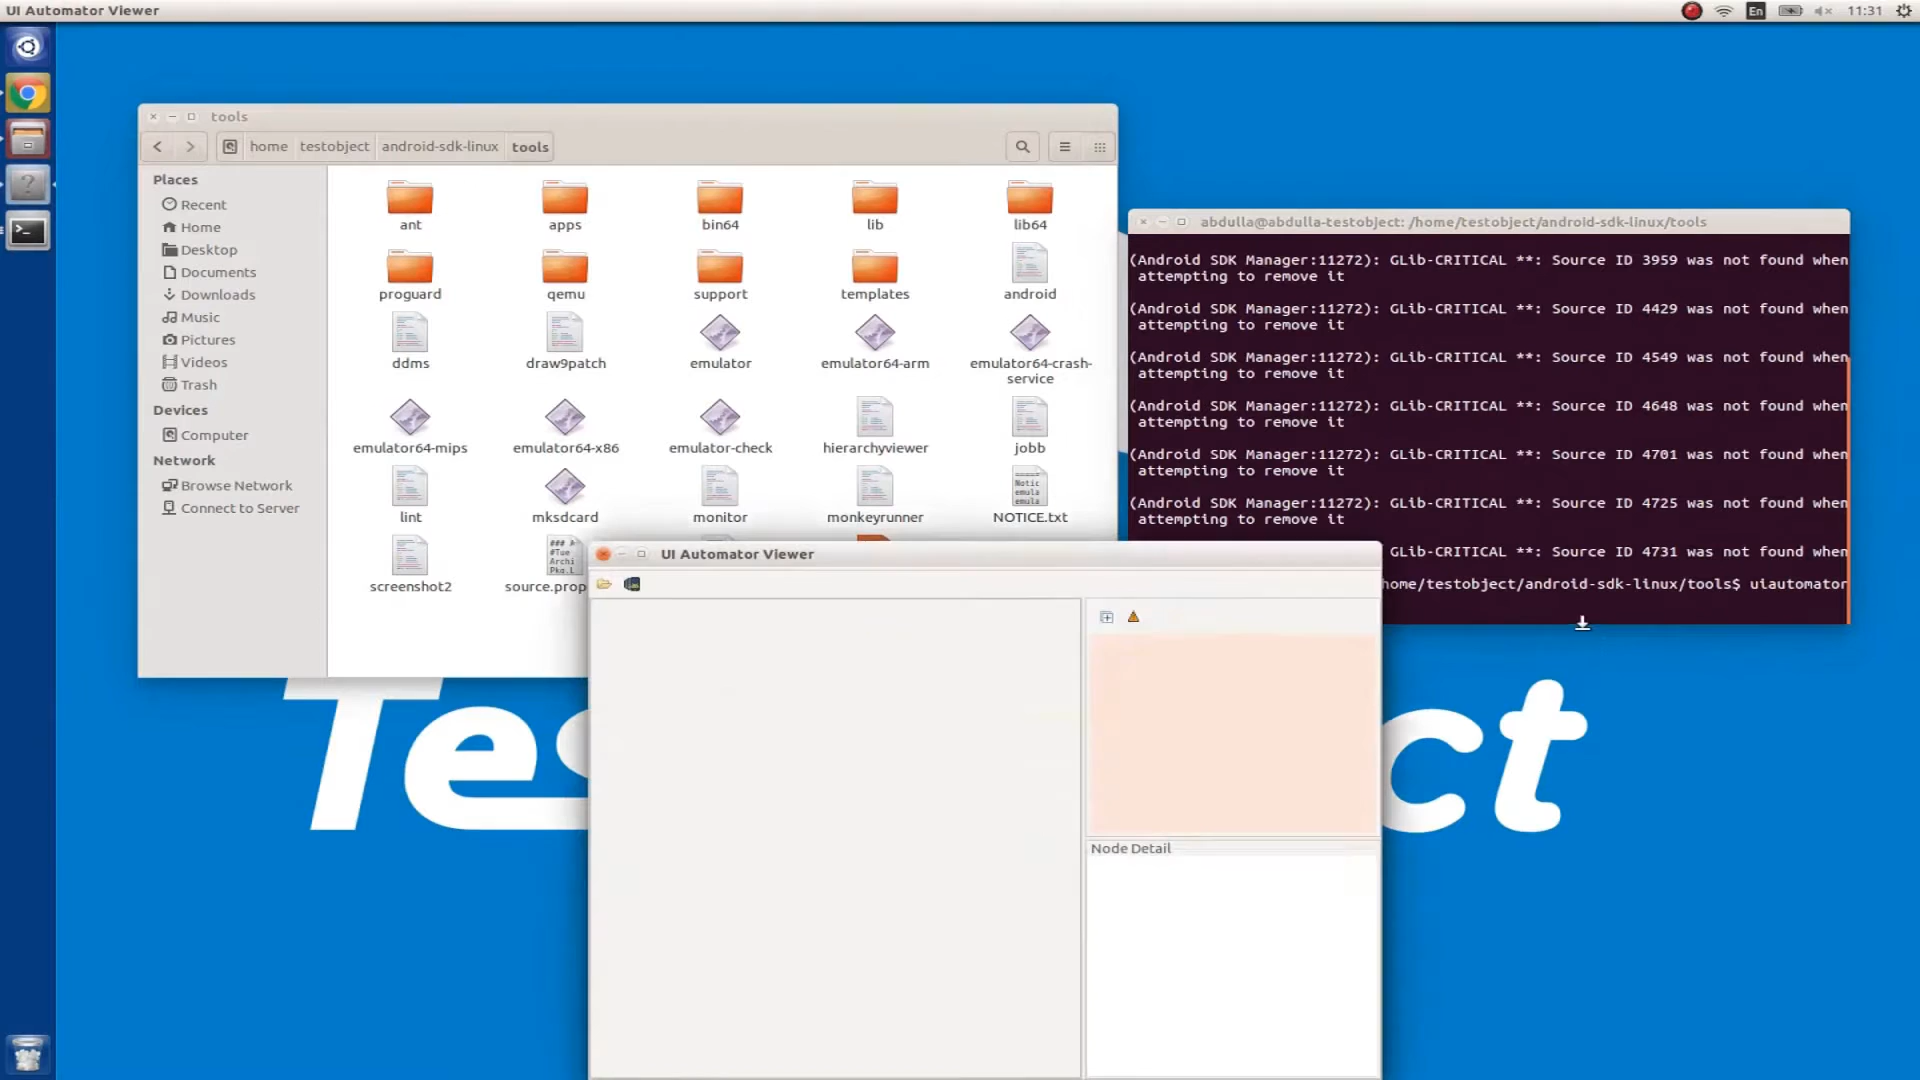 UI Automator Viewer
En
11:31
tools
home
testobject
android-sdk-linux
tools
Places
Recent
Home
Desktop
Documents
Downloads
Music
Pictures
Videos
Trash
Devices
Computer
Network
Browse Network
Connect to Server
ant
apps
bin64
lib
lib64
proguard
qemu
support
templates
android
ddms
draw9patch
emulator
emulator64-arm
emulator64-crash-
service
emulator64-mips
emulator64-x86
emulator-check
hierarchyviewer
jobb
lint
mksdcard
monitor
monkeyrunner
NOTICE.txt
screenshot2
source.prop
abdulla@abdulla-testobject: /home/testobject/android-sdk-linux/tools
(Android SDK Manager:11272): GLib-CRITICAL **: Source ID 3959 was not found when
attempting to remove it
(Android SDK Manager:11272): GLib-CRITICAL **: Source ID 4429 was not found when
attempting to remove it
(Android SDK Manager:11272): GLib-CRITICAL **: Source ID 4549 was not found when
attempting to remove it
(Android SDK Manager:11272): GLib-CRITICAL **: Source ID 4648 was not found when
attempting to remove it
(Android SDK Manager:11272): GLib-CRITICAL **: Source ID 4701 was not found when
attempting to remove it
(Android SDK Manager:11272): GLib-CRITICAL **: Source ID 4725 was not found when
attempting to remove it
GLib-CRITICAL **: Source ID 4731 was not found when
home/testobject/android-sdk-linux/tools$ uiautomator
UI Automator Viewer
Node Detail
Tes
ct